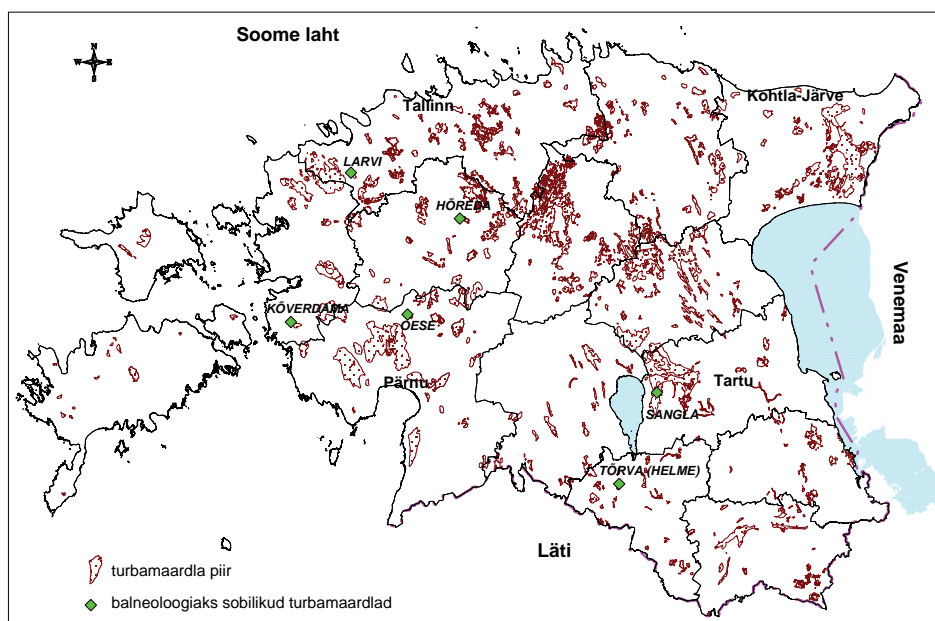 Soome laht
N
W E
S
Tallinn
Kohtla-Järve
LARVI
HÕREDA
Venemaa
KÕVERDAMA
OESE
Pärnu
Tartu
SANGLA
TÕRVA (HELME)
Läti
turbamaardla piir
balneoloogiaks sobilikud turbamaardlad